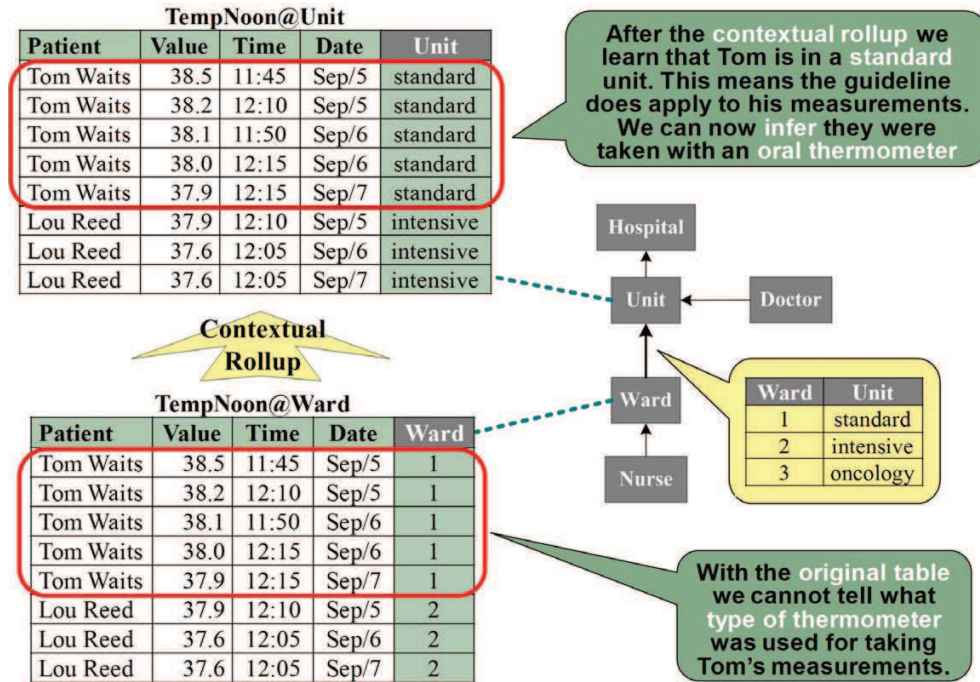 TempNoon@Unit
Patient Value Time Date Unit
Tom Waits 38.5 11:45 Sep/5 standard
Tom Waits 38.2 12:10 Sep/5 standard
Tom Waits 38.1 11:50 Sep/6 standard
Tom Waits 38.0 12:15 Sep/6 standard
Tom Waits 37.9 12:15 Sep/7 standard
Lou Reed 37.9 12:10 Sep/5 intensive
Lou Reed 37.6 12:05 Sep/6 intensive
Lou Reed 37.6 12:05 Sep/7 intensive
After the contextual rollup we
learn that Tom is in a standard
unit. This means the guideline
does apply to his measurements.
We can now infer they were
taken with an oral thermometer
Hospital
Unit
Doctor
Ward
Nurse
Ward Unit
1 standard
2 intensive
3 oncology
Contextual
Rollup
TempNoon@Ward
Patient Value Time Date Ward
Tom Waits 38.5 11:45 Sep/5 1
Tom Waits 38.2 12:10 Sep/5 1
Tom Waits 38.1 11:50 Sep/6 1
Tom Waits 38.0 12:15 Sep/6 1
Tom Waits 37.9 12:15 Sep/7 1
Lou Reed 37.9 12:10 Sep/5 2
Lou Reed 37.6 12:05 Sep/6 2
Lou Reed 37.6 12:05 Sep/7 2
With the original table
we cannot tell what
type of thermometer
was used for taking
Tom's measurements.